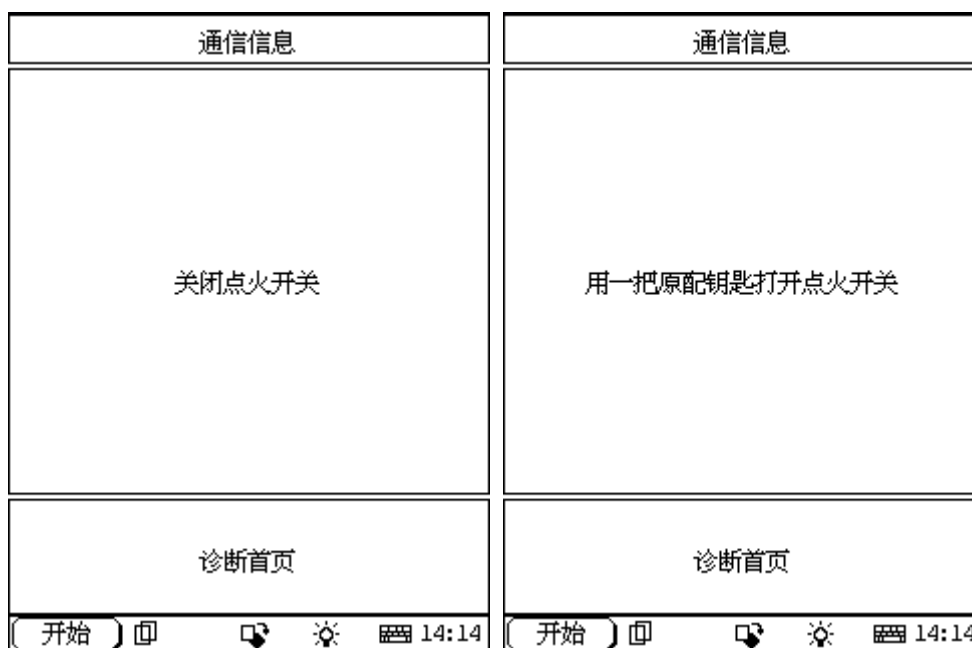 通信信息
关闭点火开关
诊断首页
开始 14:14
通信信息
用一把原配钥匙打开点火开关
诊断首页
开始 14:14